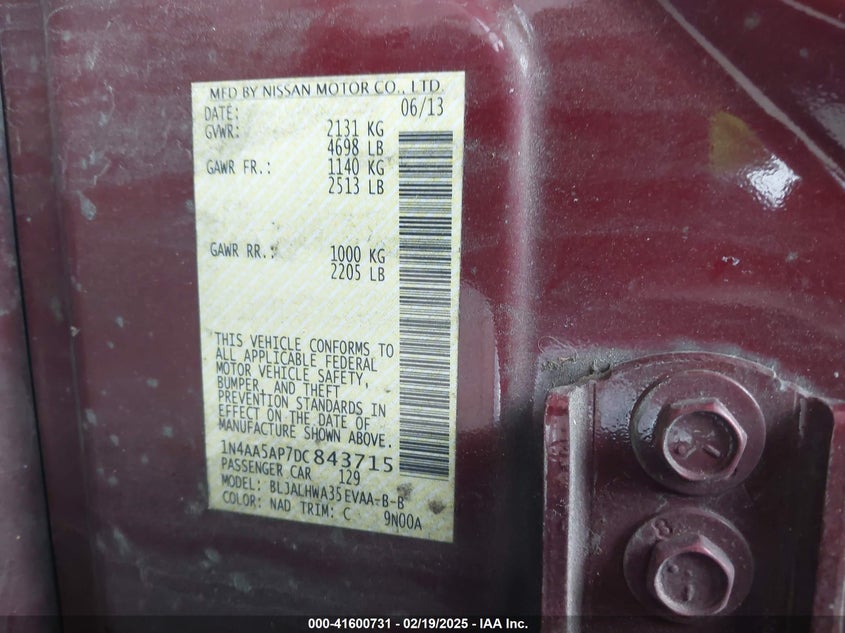 MFD BY NISSAN MOTOR CO., LTD.
DATE: 06/13
GVWR: 2131 KG
4698 LB
GAWR FR.: 1140 KG
2513 LB
GAWR RR.: 1000 KG
2205 LB
THIS VEHICLE CONFORMS TO
ALL APPLICABLE FEDERAL
MOTOR VEHICLE SAFETY,
BUMPER, AND THEFT
PREVENTION STANDARDS IN
EFFECT ON THE DATE OF
MANUFACTURE SHOWN ABOVE.
1N4AA5AP7DC843715
PASSENGER CAR 129
MODEL: BLJALHWA35EVAA-B-B
COLOR: NAD TRIM: C 9N00A
8
000-41600731 - 02/19/2025 - IAA Inc.